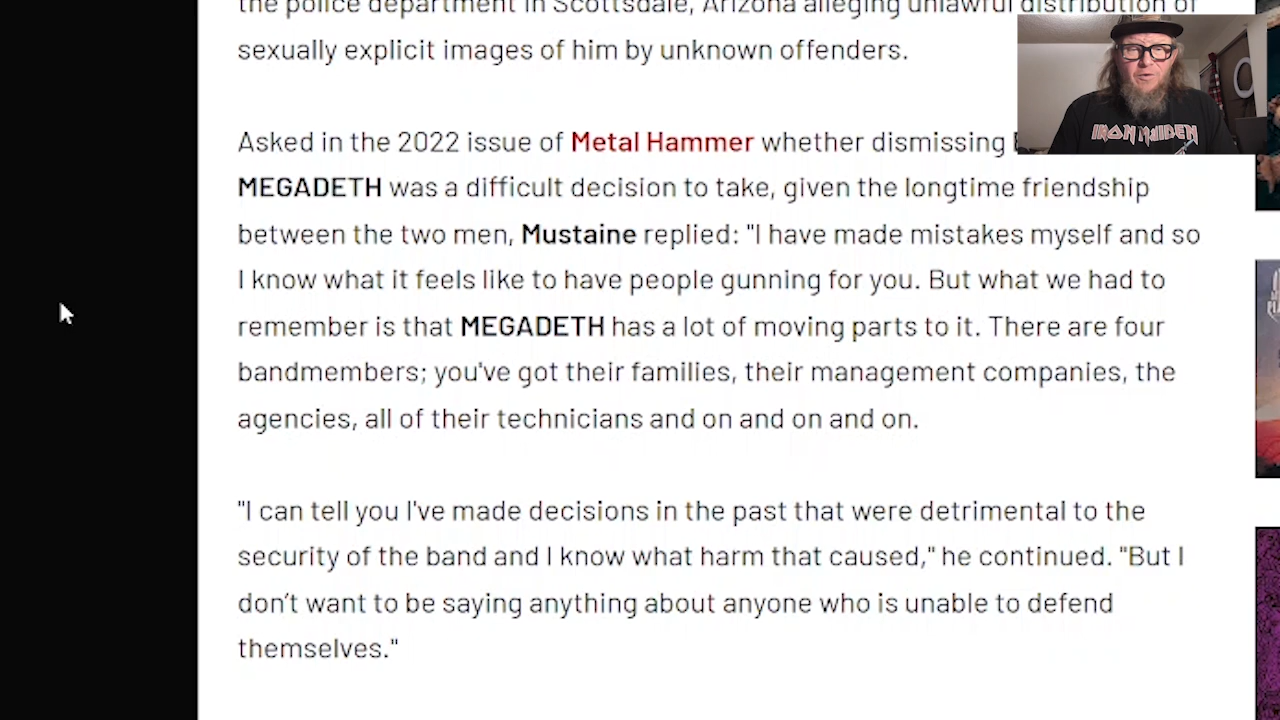 the police department in Scottsdale, Arizona alleging unlawful distribution of
sexually explicit images of him by unknown offenders.
Asked in the 2022 issue of Metal Hammer whether dismissing
MEGADETH was a difficult decision to take, given the longtime friendship
between the two men, Mustaine replied: "I have made mistakes myself and so
I know what it feels like to have people gunning for you. But what we had to
remember is that MEGADETH has a lot of moving parts to it. There are four
bandmembers; you've got their families, their management companies, the
agencies, all of their technicians and on and on and on.
"I can tell you I've made decisions in the past that were detrimental to the
security of the band and I know what harm that caused," he continued. "But I
don’t want to be saying anything about anyone who is unable to defend
themselves."
IRON MAIDEN